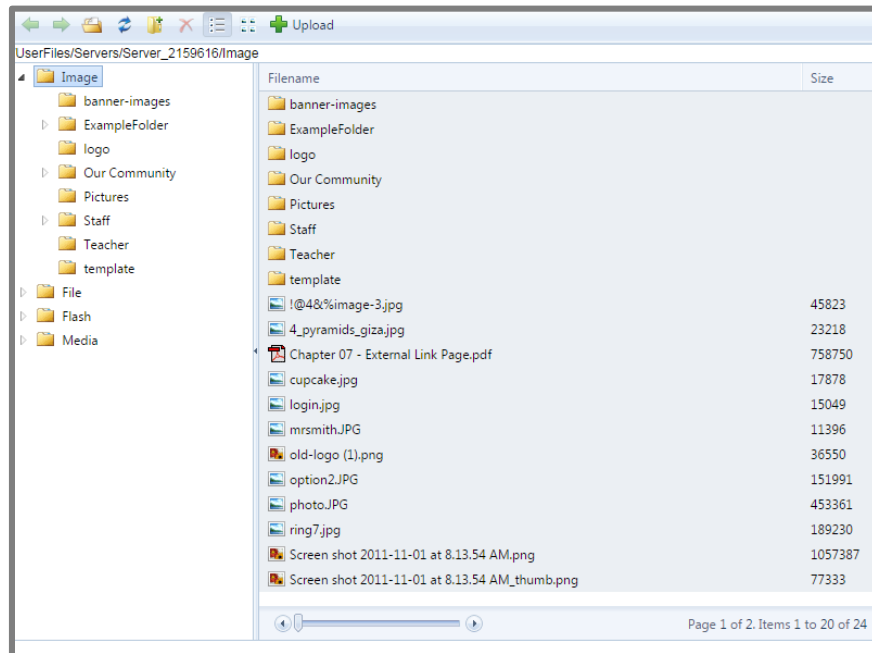 Upload
UserFiles/Servers/Server_2159616/Image
Image
banner-images
ExampleFolder
logo
Our Community
Pictures
Staff
Teacher
template
File
Flash
Media
Filename Size
banner-images
ExampleFolder
logo
Our Community
Pictures
Staff
Teacher
template
!@4&%image-3.jpg 45823
4_pyramids_giza.jpg 23218
Chapter 07 - External Link Page.pdf 758750
cupcake.jpg 17878
login.jpg 15049
mrsmith.JPG 11396
old-logo (1).png 36550
option2.JPG 151991
photo.JPG 453361
ring7.jpg 189230
Screen shot 2011-11-01 at 8.13.54 AM.png 1057387
Screen shot 2011-11-01 at 8.13.54 AM_thumb.png 77333
Page 1 of 2. Items 1 to 20 of 24